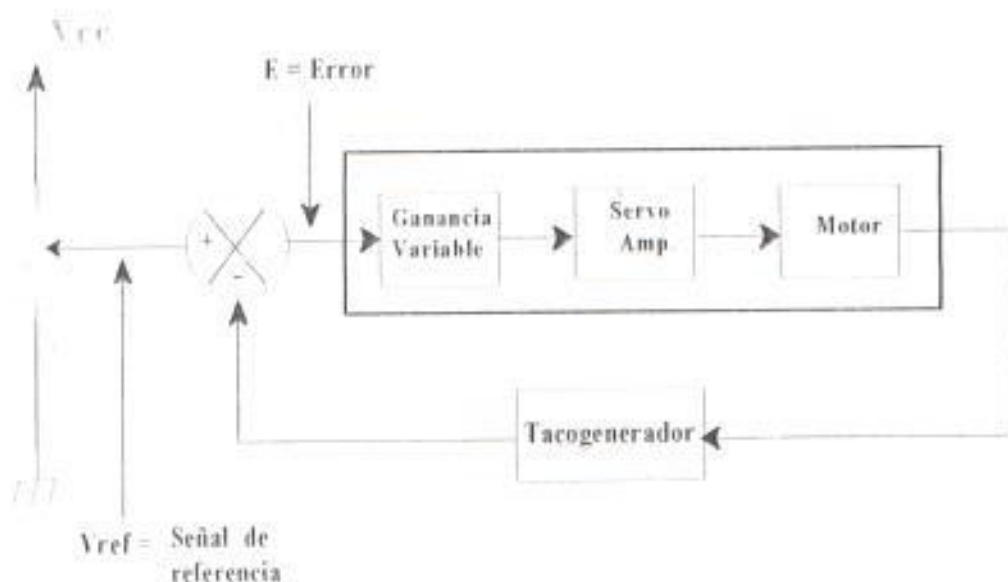 Vcc
E = Error
+
-
Ganancia
Variable
Servo
Amp
Motor
Tacogenerador
Vref = Señal de
referencia